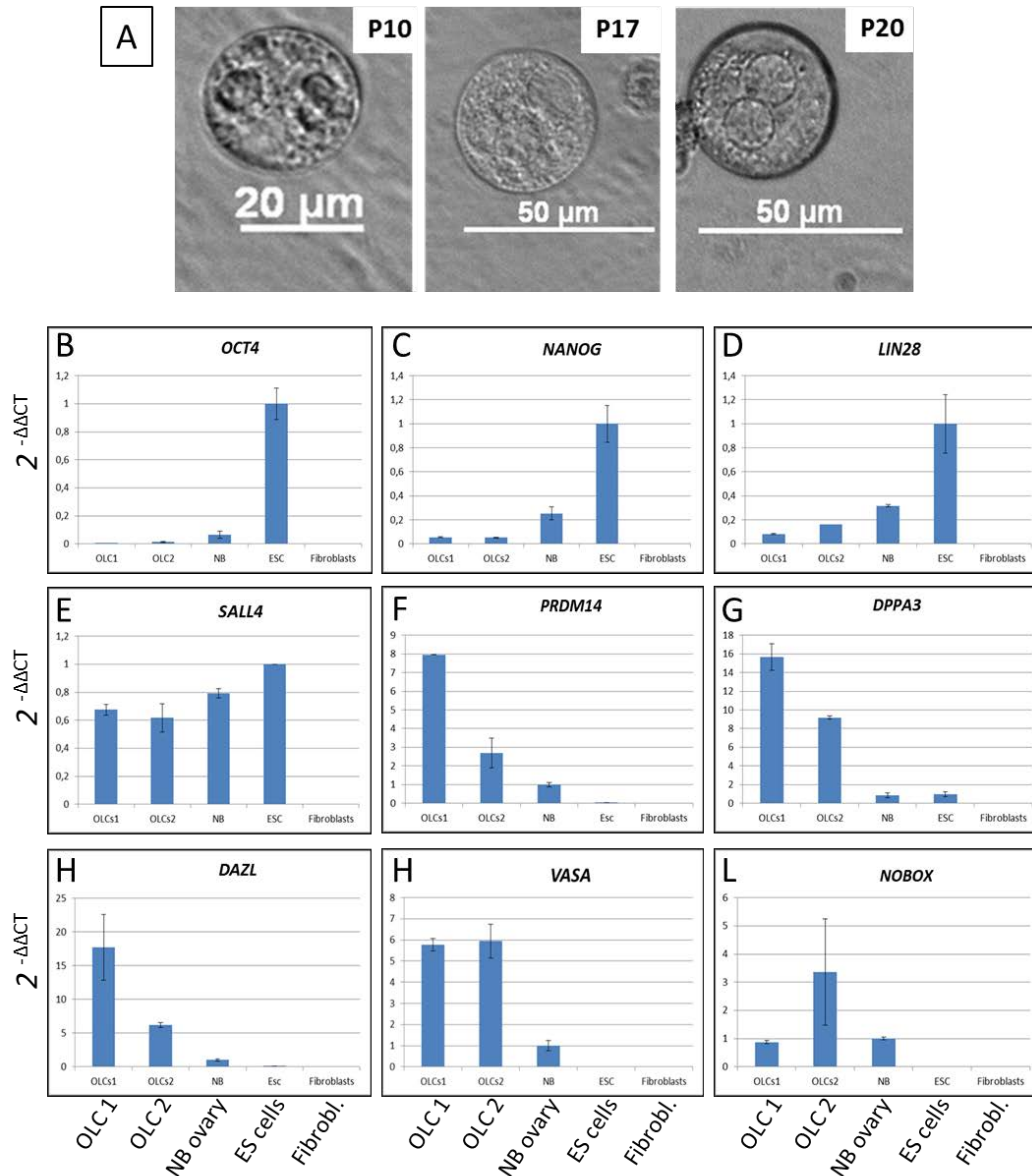 A
P10
P17
P20
20 µm
50 µm
50 µm
B
OCT4
1,2
1
0,8
0,6
0,4
0,2
0
OLC1 OLC2 NB ESC Fibroblasts
2 -ΔΔCT
C
NANOG
1,4
1,2
1
0,8
0,6
0,4
0,2
0
OLCs1 OLCs2 NB ESC Fibroblasts
D
LIN28
1,4
1,2
1
0,8
0,6
0,4
0,2
0
OLCs1 OLCs2 NB ESC Fibroblasts
E
SALL4
1,2
1
0,8
0,6
0,4
0,2
0
OLCs1 OLCs2 NB ESC Fibroblasts
2 -ΔΔCT
F
PRDM14
9
8
7
6
5
4
3
2
1
0
OLCs1 OLCs2 NB Esc Fibroblasts
G
DPPA3
18
16
14
12
10
8
6
4
2
0
OLCs1 OLCs2 NB ESC Fibroblasts
H
DAZL
25
20
15
10
5
0
OLCs1 OLCs2 NB Esc Fibroblasts
2 -ΔΔCT
H
VASA
8
7
6
5
4
3
2
1
0
OLCs1 OLCs2 NB ESC Fibroblasts
L
NOBOX
6
5
4
3
2
1
0
OLCs1 OLCs2 NB ESC Fibroblasts
OLC 1
OLC 2
NB ovary
ES cells
Fibrobl.
OLC 1
OLC 2
NB ovary
ES cells
Fibrobl.
OLC 1
OLC 2
NB ovary
ES cells
Fibrobl.